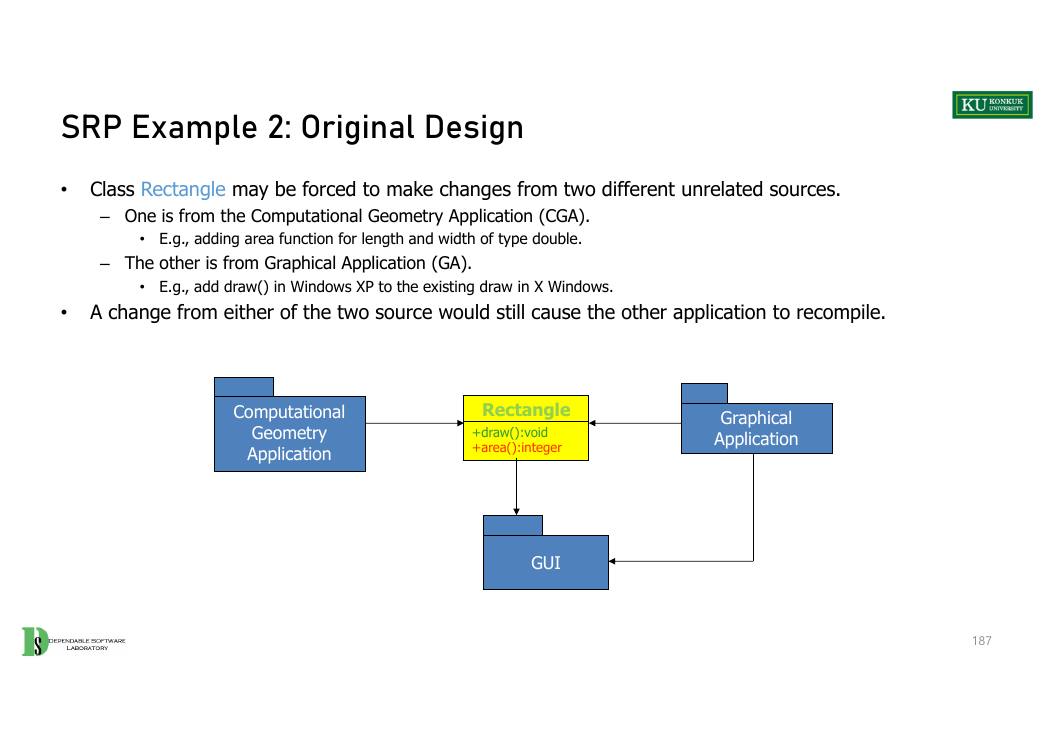 KU KONKUK
UNIVERSITY
SRP Example 2: Original Design
• Class Rectangle may be forced to make changes from two different unrelated sources.
– One is from the Computational Geometry Application (CGA).
• E.g., adding area function for length and width of type double.
– The other is from Graphical Application (GA).
• E.g., add draw() in Windows XP to the existing draw in X Windows.
• A change from either of the two source would still cause the other application to recompile.
Computational
Geometry
Application
Rectangle
+draw():void
+area():integer
Graphical
Application
GUI
DS DEPENDABLE SOFTWARE
LABORATORY
187